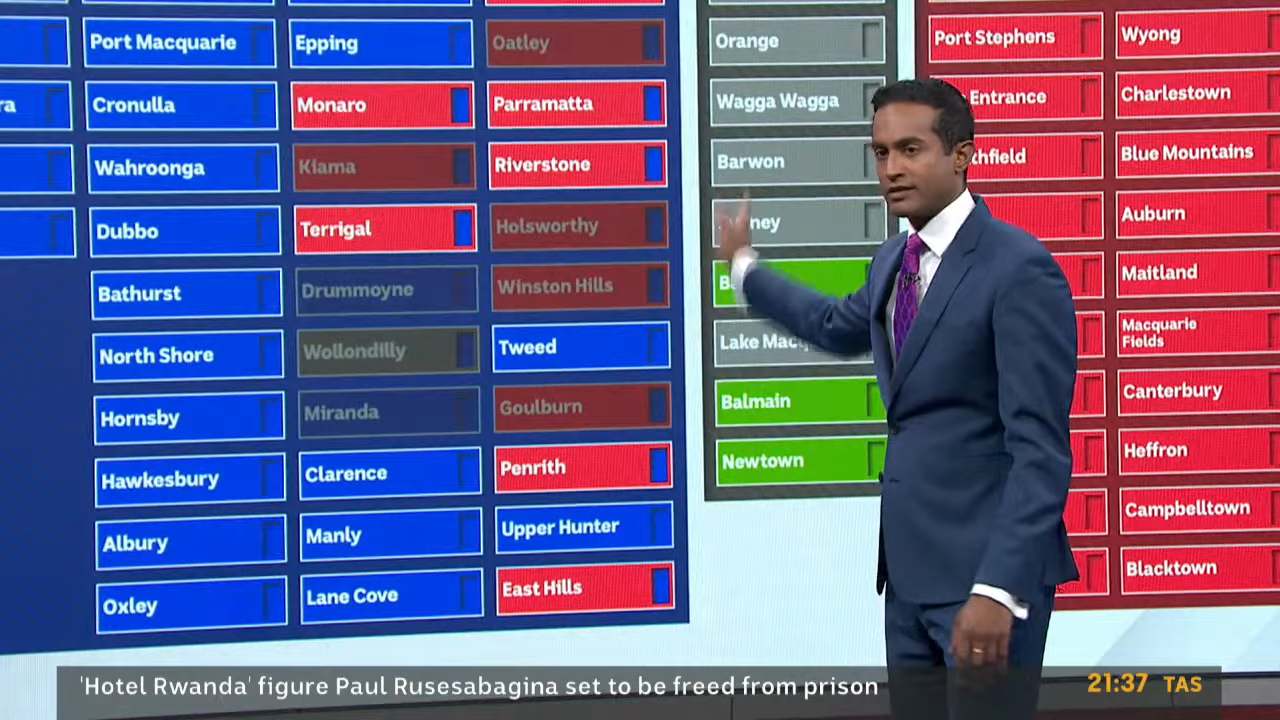 Port Macquarie
Cronulla
Wahroonga
Dubbo
Bathurst
North Shore
Hornsby
Hawkesbury
Albury
Oxley
Epping
Monaro
Kiama
Terrigal
Drummoyne
Wollondilly
Miranda
Clarence
Manly
Lane Cove
Oatley
Parramatta
Riverstone
Holsworthy
Winston Hills
Tweed
Goulburn
Penrith
Upper Hunter
East Hills
Orange
Wagga Wagga
Barwon
Balmain
Newtown
Port Stephens
Entrance
Wyong
Charlestown
Blue Mountains
Auburn
Maitland
Macquarie
Fields
Canterbury
Heffron
Campbelltown
Blacktown
'Hotel Rwanda' figure Paul Rusesabagina set to be freed from prison
21:37 TAS